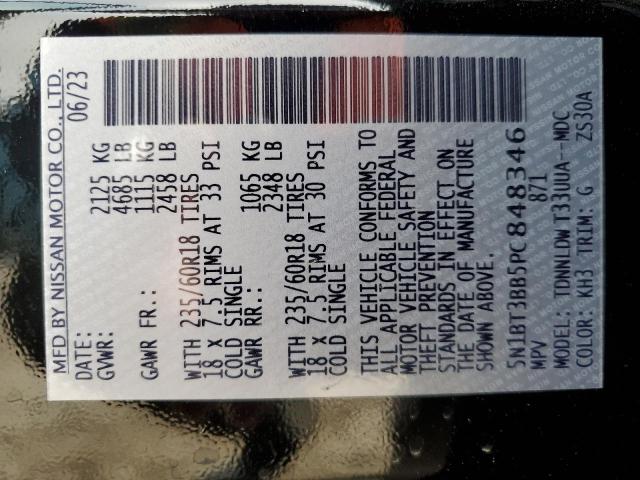 MFD BY NISSAN MOTOR CO., LTD.
DATE: 06/23
GVWR: 2125 KG
4685 LB
GAWR FR.: 1115 KG
2458 LB
WITH 235/60R18 TIRES
18 X 7.5 RIMS AT 33 PSI
COLD SINGLE
GAWR RR.: 1065 KG
2348 LB
WITH 235/60R18 TIRES
18 X 7.5 RIMS AT 30 PSI
COLD SINGLE
THIS VEHICLE CONFORMS TO
ALL APPLICABLE FEDERAL
MOTOR VEHICLE SAFETY AND
THEFT PREVENTION
STANDARDS IN EFFECT ON
THE DATE OF MANUFACTURE
SHOWN ABOVE.
5N1BT3BB5PC848346
MPV 871
MODEL: TDNNLDW T33UUA--MDC
COLOR: KH3 TRIM: G ZS30A